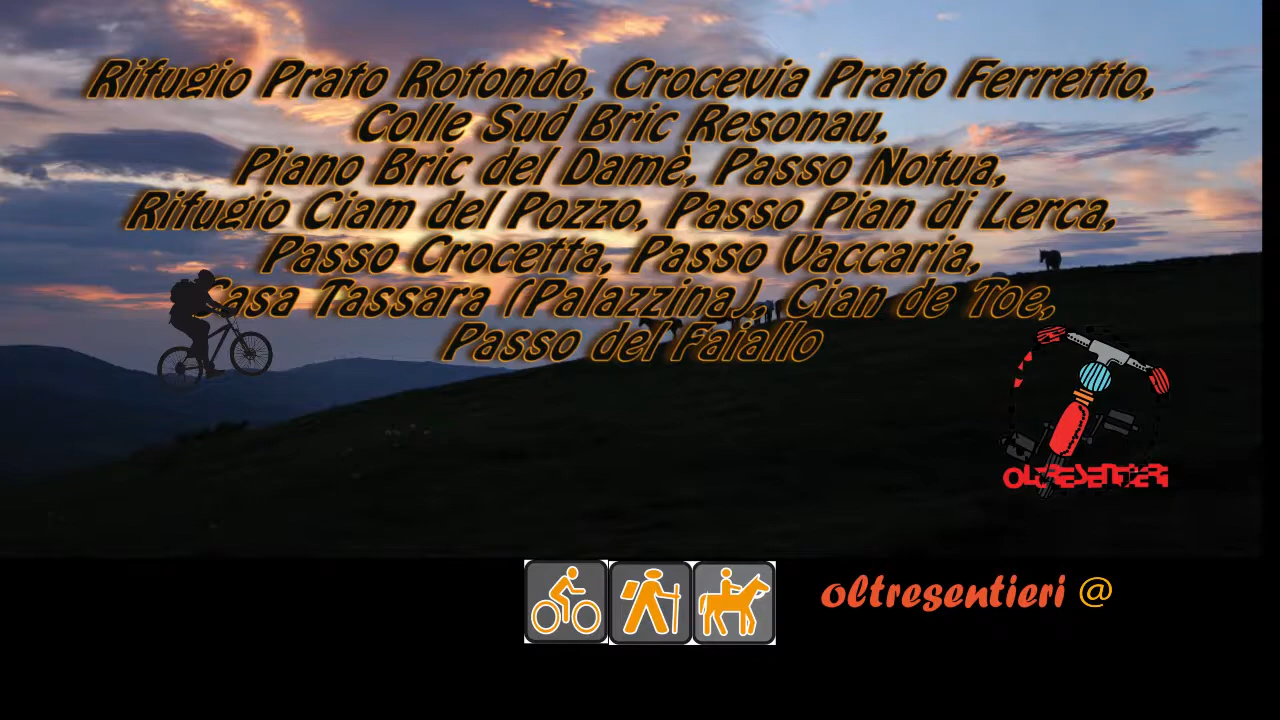 Rifugio Prato Rotondo, Crocevia Prato Ferretto,
Colle Sud Bric Resonau,
Piano Bric del Damè, Passo Notua,
Rifugio Ciam del Pozzo, Passo Pian di Lerca,
Passo Crocetta, Passo Vaccaria,
Casa Tassara (Palazzina), Cian de Toe,
Passo del Faiallo
OLTRESENTIERI
oltresentieri @